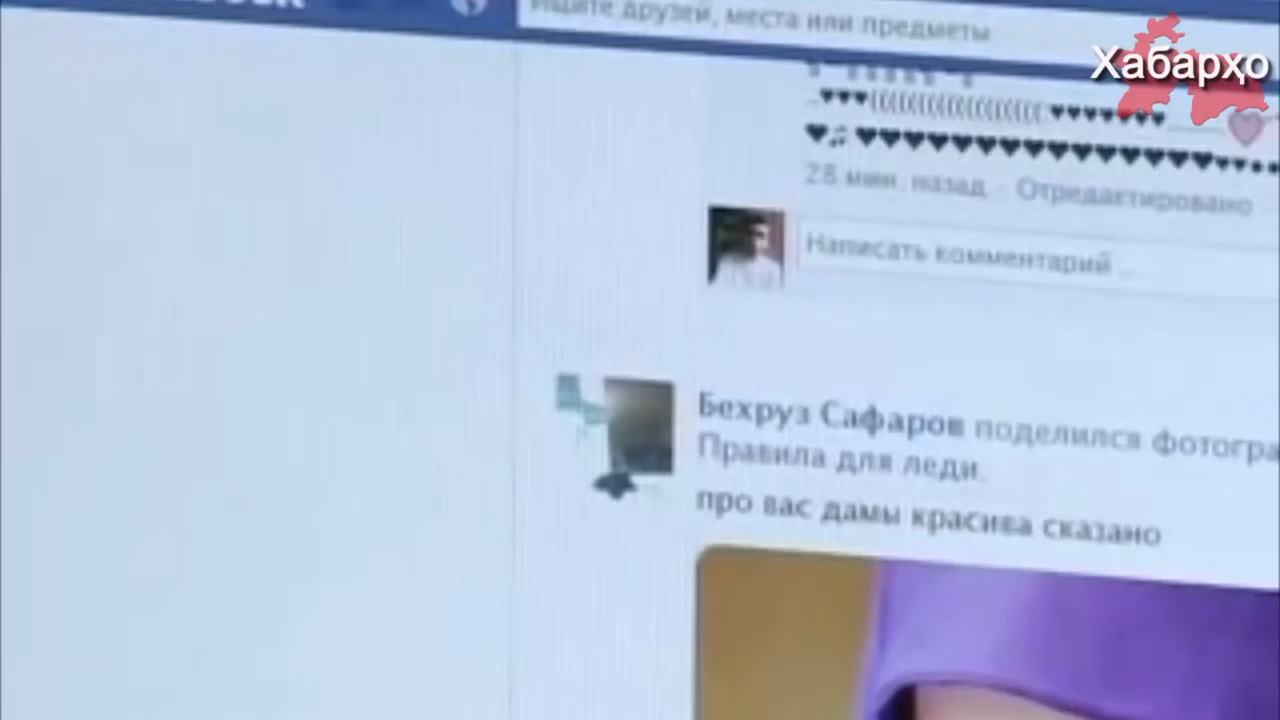 Ищите друзей, места или предметы
Хабарҳо
..♥♥♥((((((((((((((((((( ♥♥♥♥♥♥♥
♥♫ ♥♥♥♥♥♥♥♥♥♥♥♥♥♥♥♥♥♥
28 мин. назад · Отредактировано
Написать комментарий ...
Бехруз Сафаров поделился фотогра
Правила для леди.
про вас дамы красива сказано